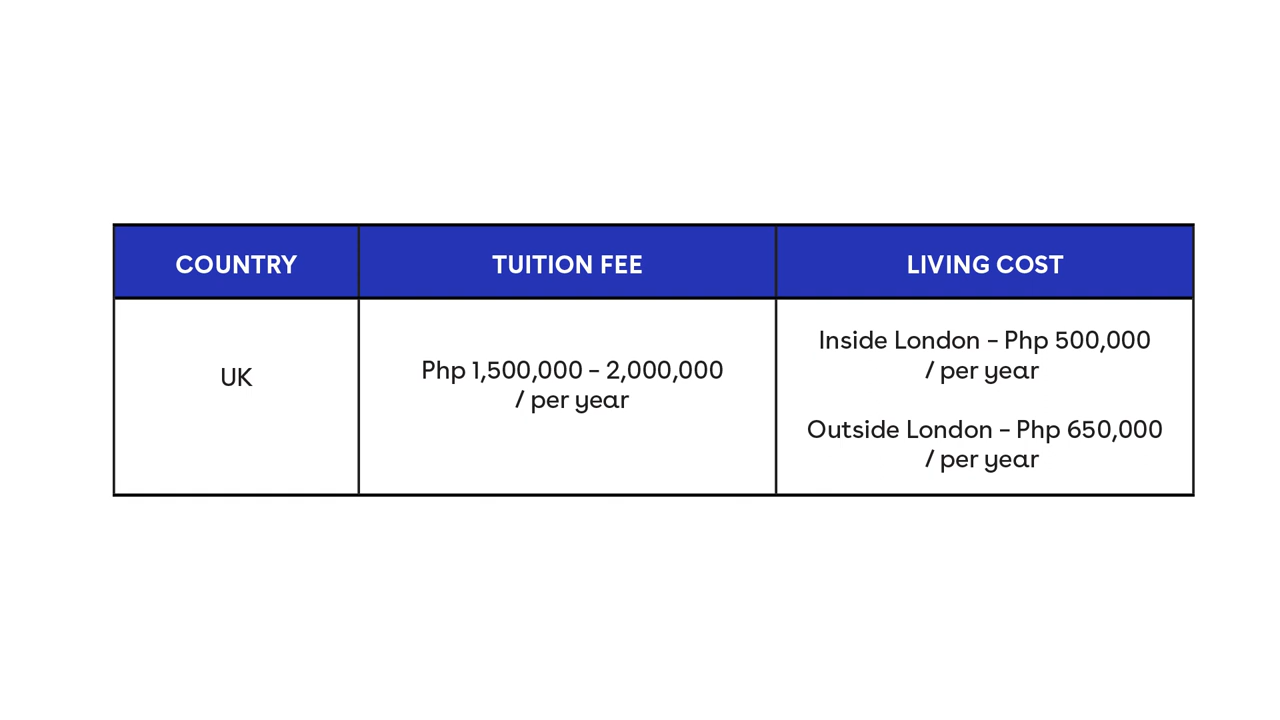 COUNTRY
TUITION FEE
LIVING COST
UK
Php 1,500,000 – 2,000,000
/ per year
Inside London – Php 500,000
/ per year
Outside London – Php 650,000
/ per year